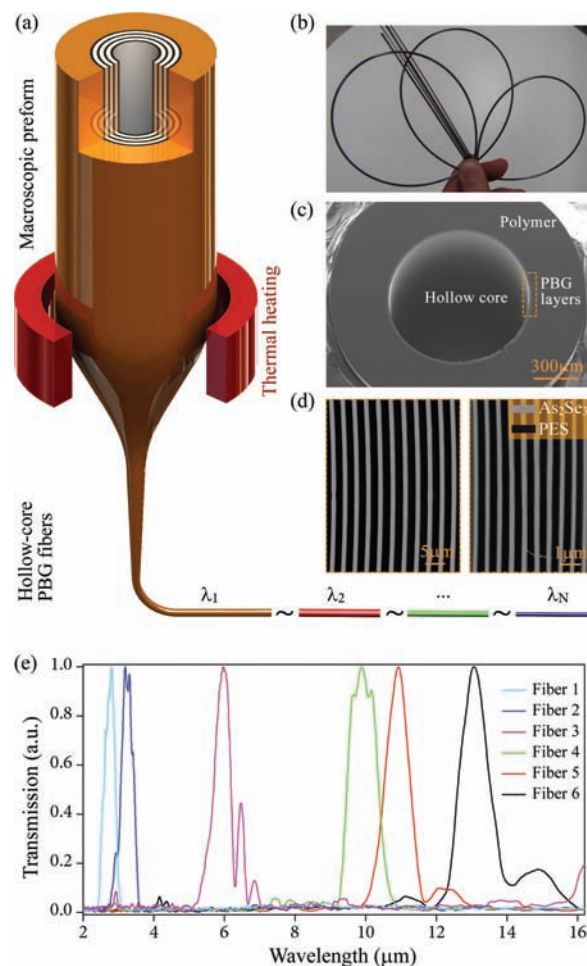 (a)
Macroscopic preform
Thermal heating
Hollow-core
PBG fibers
λ₁ ~ λ₂ ~ ... ~ λN
(b)
(c)
Polymer
Hollow core
PBG
layers
300μm
(d)
As₂Se₃
PES
5μm
1μm
(e)
Transmission (a.u.)
1.0
0.8
0.6
0.4
0.2
0.0
Fiber 1
Fiber 2
Fiber 3
Fiber 4
Fiber 5
Fiber 6
2 4 6 8 10 12 14 16
Wavelength (μm)